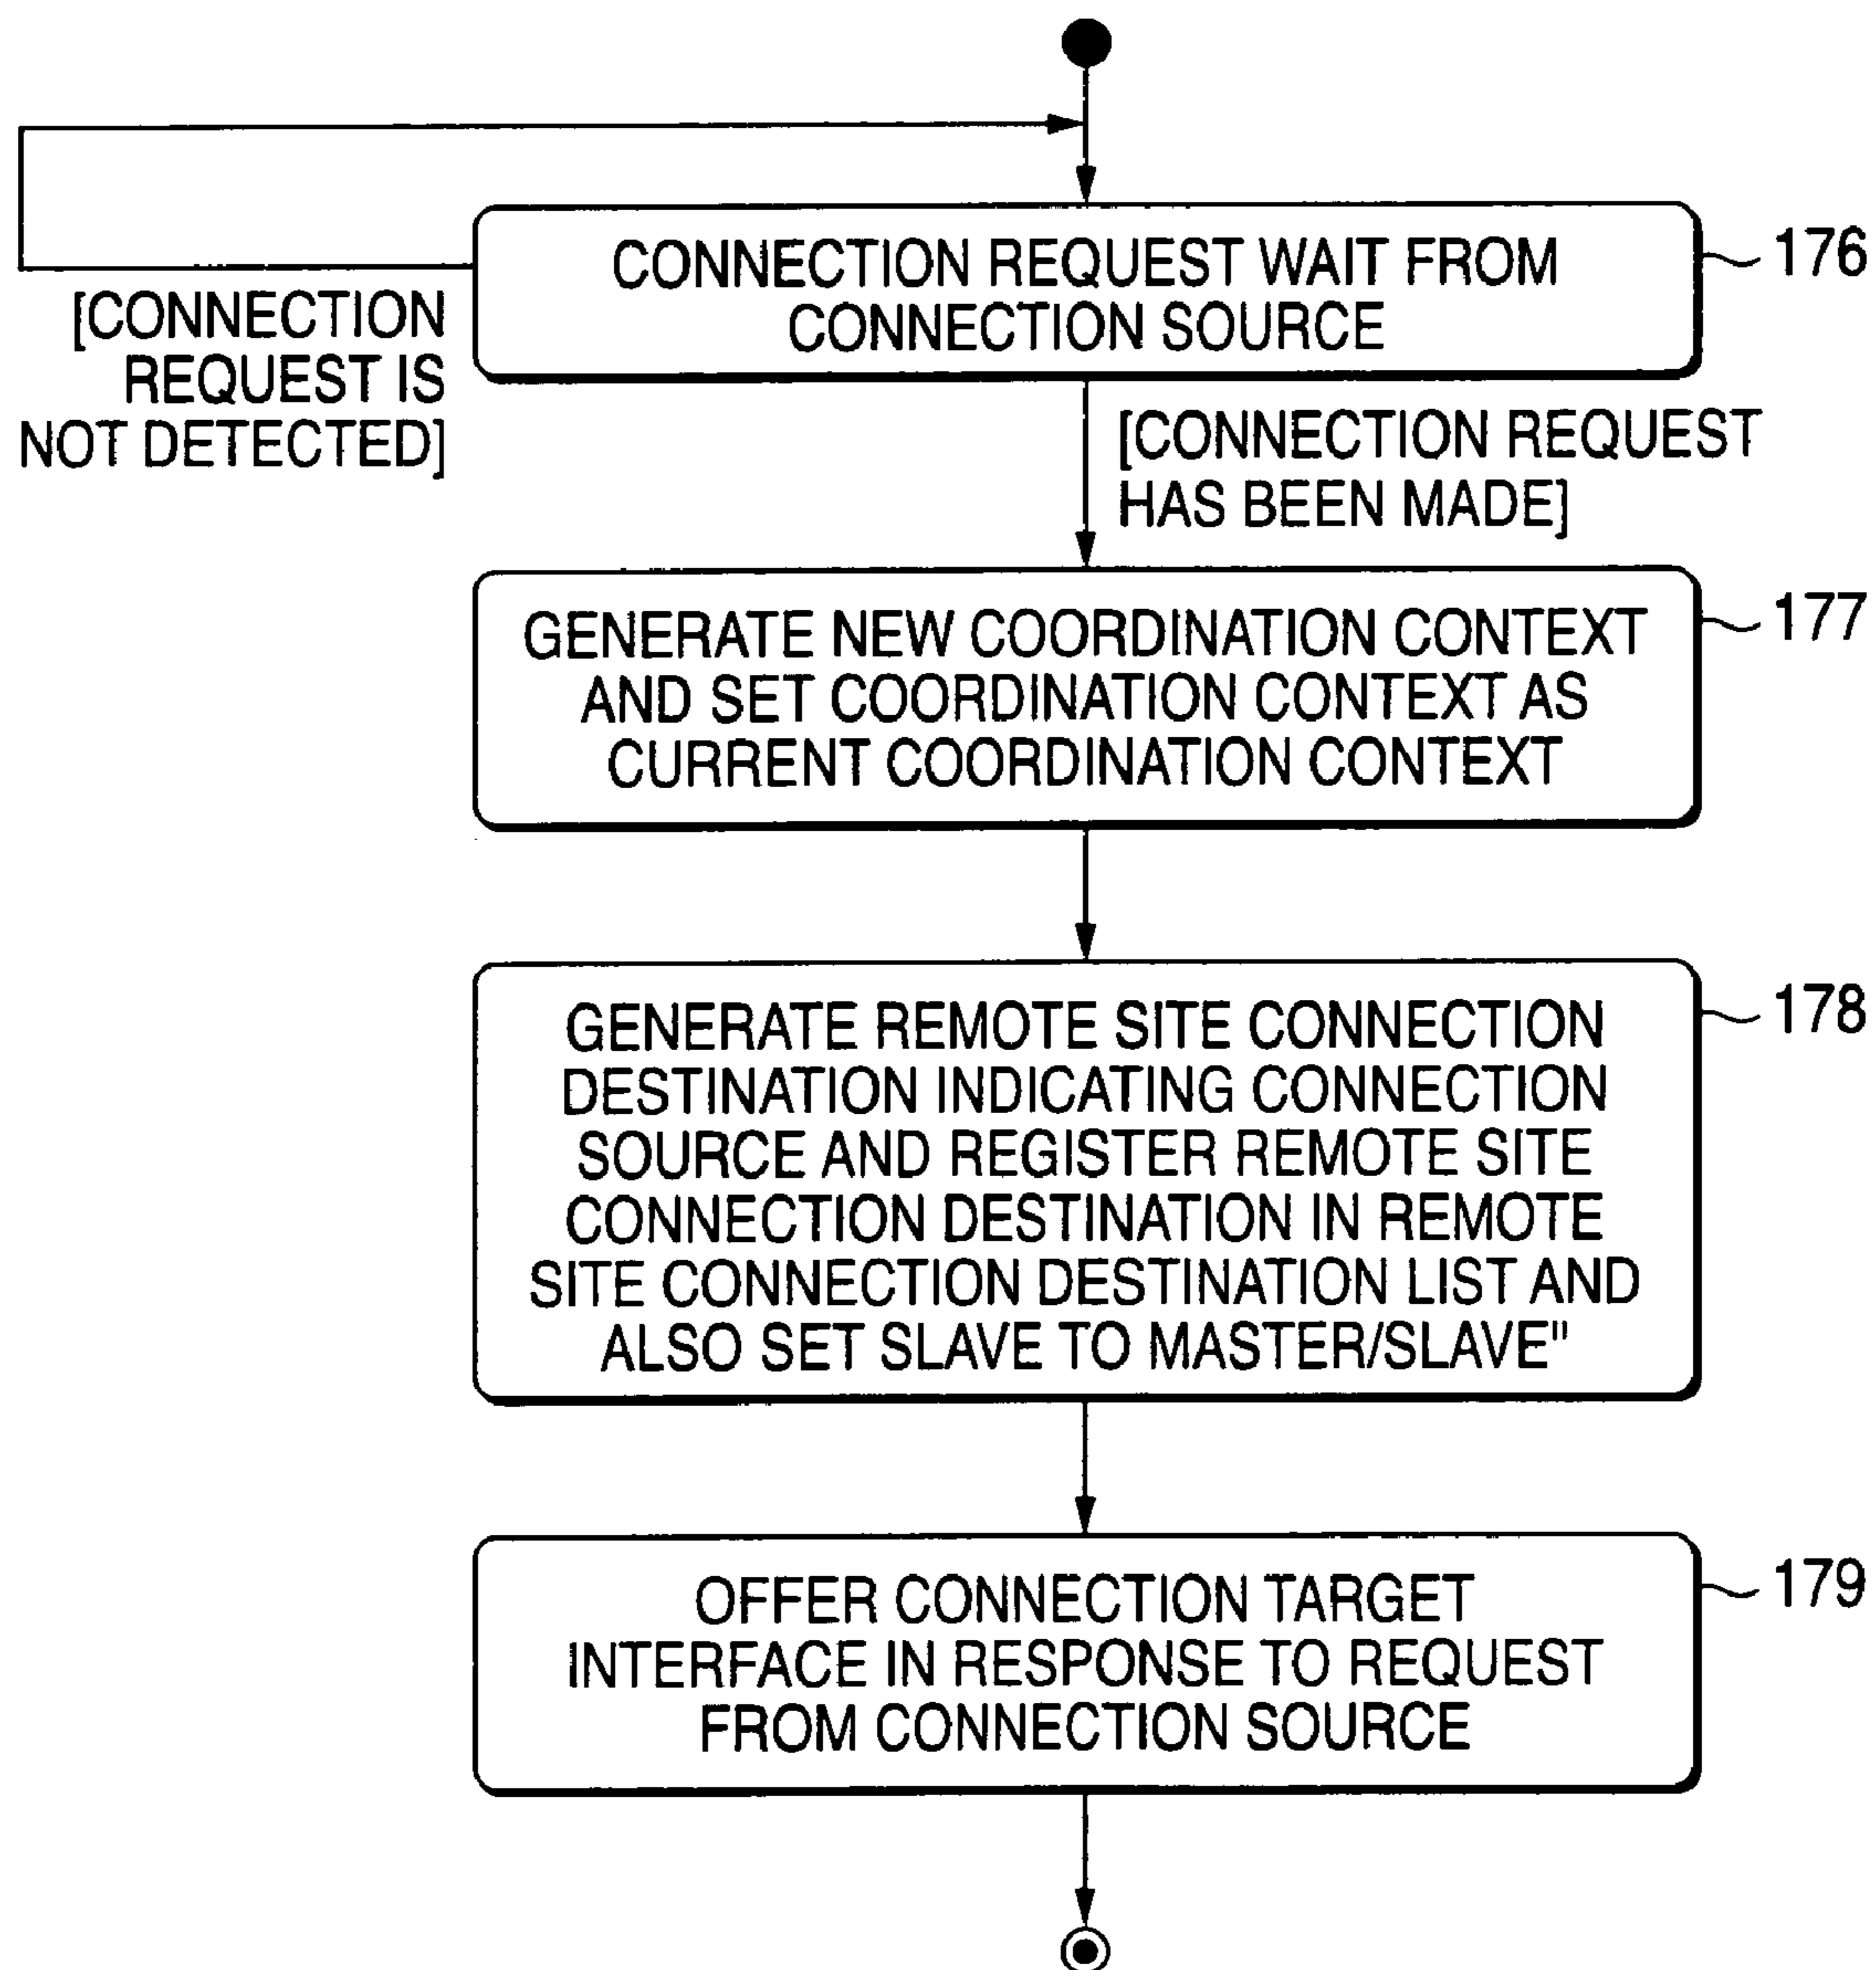 CONNECTION REQUEST WAIT FROM
CONNECTION SOURCE
176
[CONNECTION
REQUEST IS
NOT DETECTED]
[CONNECTION REQUEST
HAS BEEN MADE]
GENERATE NEW COORDINATION CONTEXT
AND SET COORDINATION CONTEXT AS
CURRENT COORDINATION CONTEXT
177
GENERATE REMOTE SITE CONNECTION
DESTINATION INDICATING CONNECTION
SOURCE AND REGISTER REMOTE SITE
CONNECTION DESTINATION IN REMOTE
SITE CONNECTION DESTINATION LIST AND
ALSO SET SLAVE TO MASTER/SLAVE"
178
OFFER CONNECTION TARGET
INTERFACE IN RESPONSE TO REQUEST
FROM CONNECTION SOURCE
179